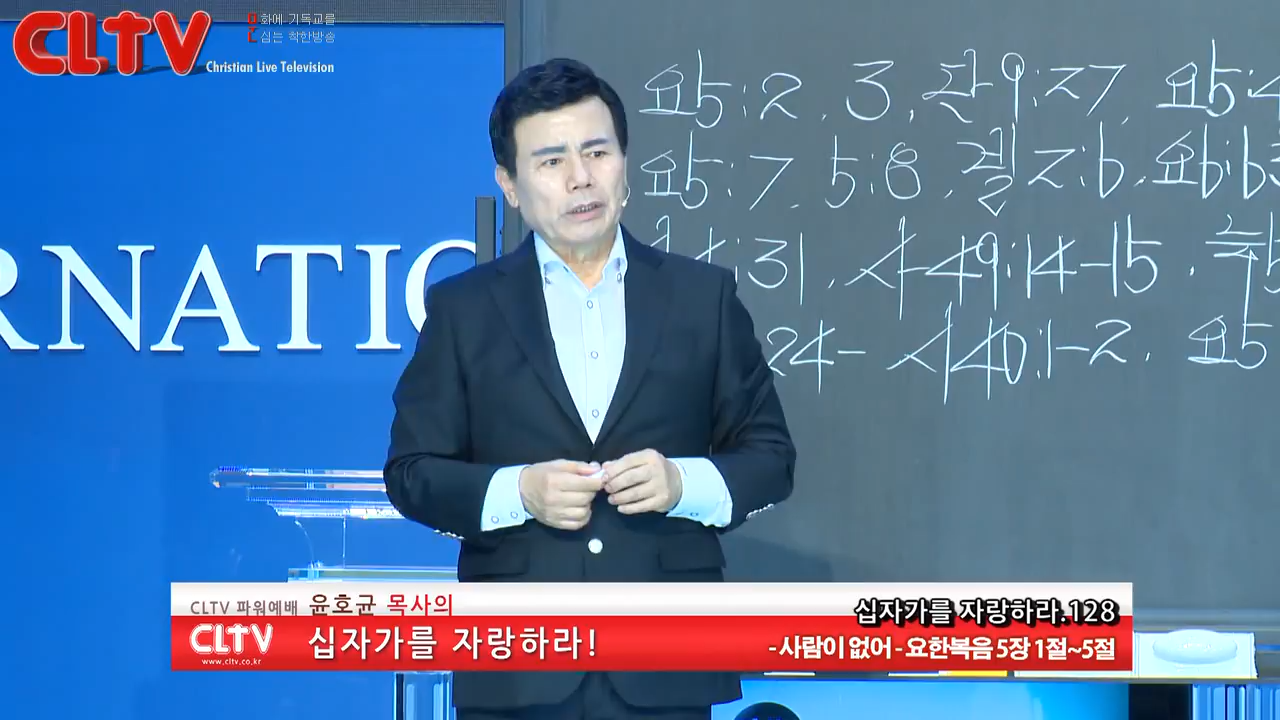 CLTV
문화에 기독교를
심는 착한방송
Christian Live Television
RNATIO
요5:2, 3, 잔9:27, 요5:4
요5:7, 5:8, 겔2:6, 요6:63
:31, 사49:14-15, 눅5
24- 사40:1-2, 요5
CLTV 파워예배 윤호균 목사의
십자가를 자랑하라.128
CLTV
www.cltv.co.kr
십자가를 자랑하라!
- 사람이 없어 - 요한복음 5장 1절~5절